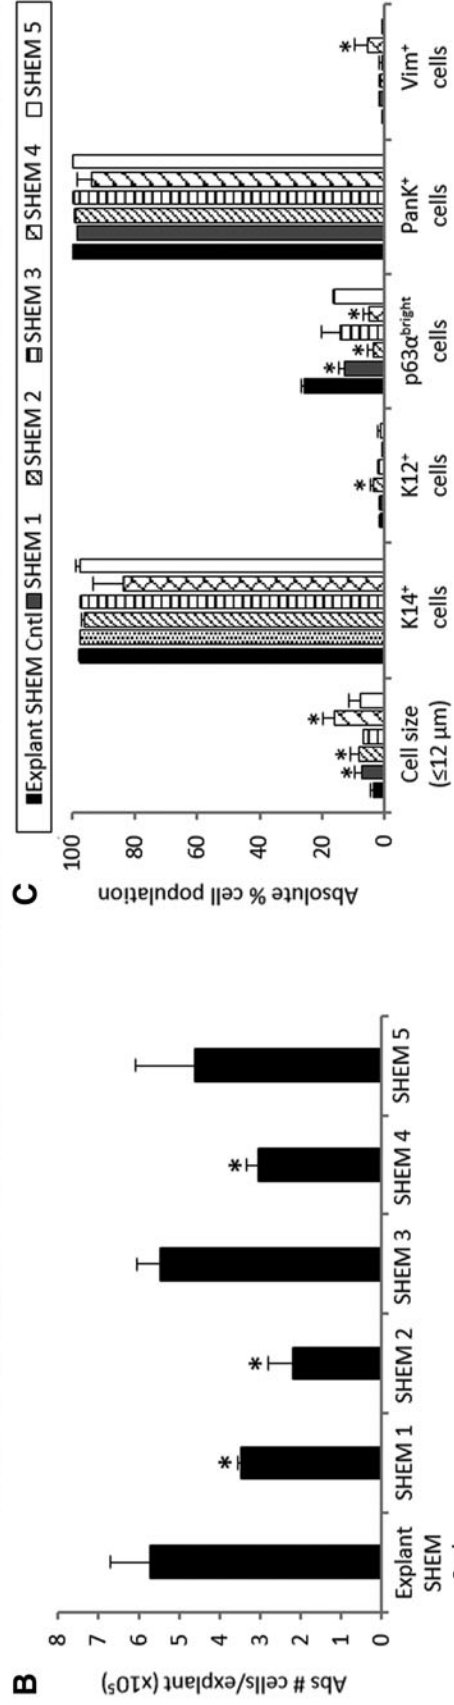 B
Abs # cells/explant (x10⁵)
8
7
6
5
4
3
2
1
0
Explant
SHEM
SHEM 1
SHEM 2
SHEM 3
SHEM 4
SHEM 5
*
*
*
C
Explant SHEM Cntl SHEM 1 SHEM 2 SHEM 3 SHEM 4 SHEM 5
Absolute % cell population
100
80
60
40
20
0
* * *
*
* * *
*
Cell size
(≤12 µm)
K14⁺
cells
K12⁺
cells
p63αbright
cells
PanK⁺
cells
Vim⁺
cells